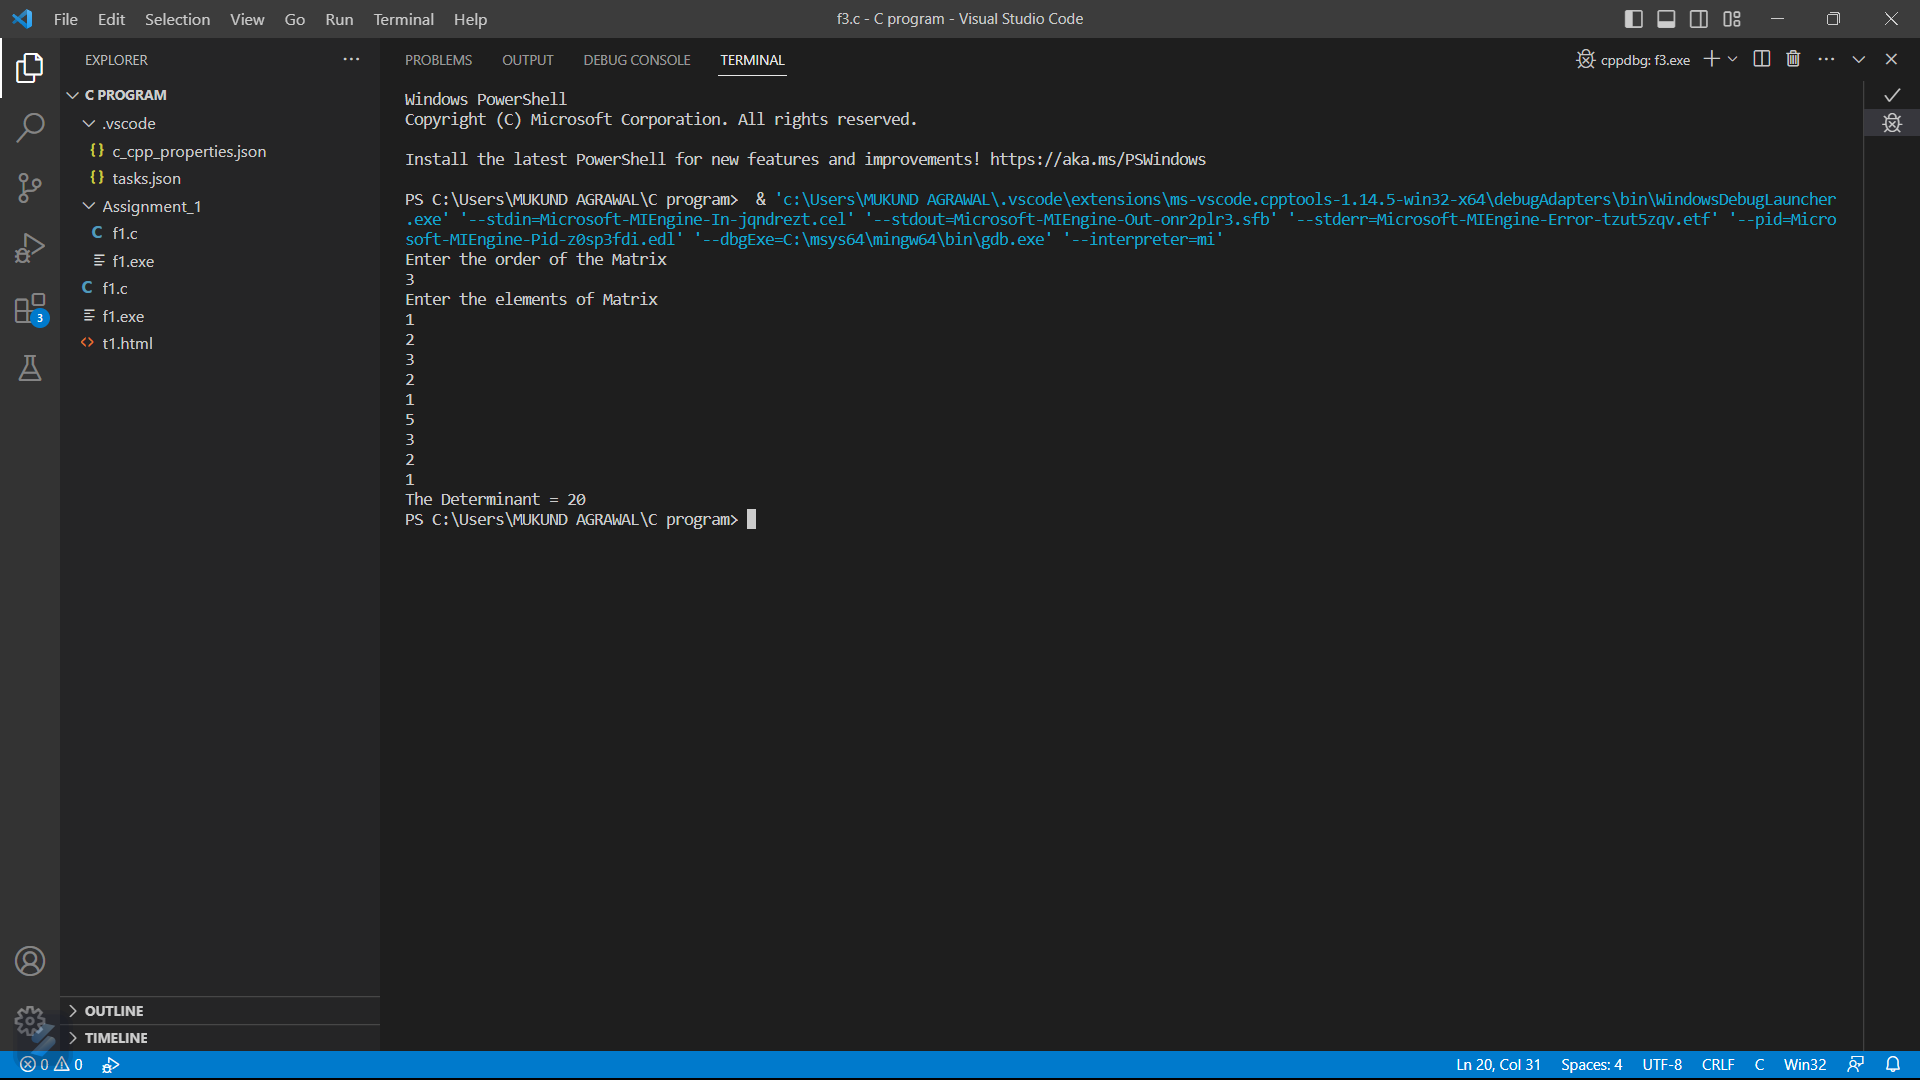 File Edit Selection View Go Run Terminal Help
f3.c - C program - Visual Studio Code
EXPLORER
C PROGRAM
.vscode
{} c_cpp_properties.json
{} tasks.json
Assignment_1
C f1.c
f1.exe
C f1.c
f1.exe
<> t1.html
3
OUTLINE
TIMELINE
PROBLEMS OUTPUT DEBUG CONSOLE TERMINAL
cppdbg: f3.exe
Windows PowerShell
Copyright (C) Microsoft Corporation. All rights reserved.
Install the latest PowerShell for new features and improvements! https://aka.ms/PSWindows
PS C:\Users\MUKUND AGRAWAL\C program>  & 'c:\Users\MUKUND AGRAWAL\.vscode\extensions\ms-vscode.cpptools-1.14.5-win32-x64\debugAdapters\bin\WindowsDebugLauncher
.exe' '--stdin=Microsoft-MIEngine-In-jqndrezt.cel' '--stdout=Microsoft-MIEngine-Out-onr2plr3.sfb' '--stderr=Microsoft-MIEngine-Error-tzut5zqv.etf' '--pid=Micro
soft-MIEngine-Pid-z0sp3fdi.edl' '--dbgExe=C:\msys64\mingw64\bin\gdb.exe' '--interpreter=mi'
Enter the order of the Matrix
3
Enter the elements of Matrix
1
2
3
2
1
5
3
2
1
The Determinant = 20
PS C:\Users\MUKUND AGRAWAL\C program>
0 0
Ln 20, Col 31 Spaces: 4 UTF-8 CRLF C Win32